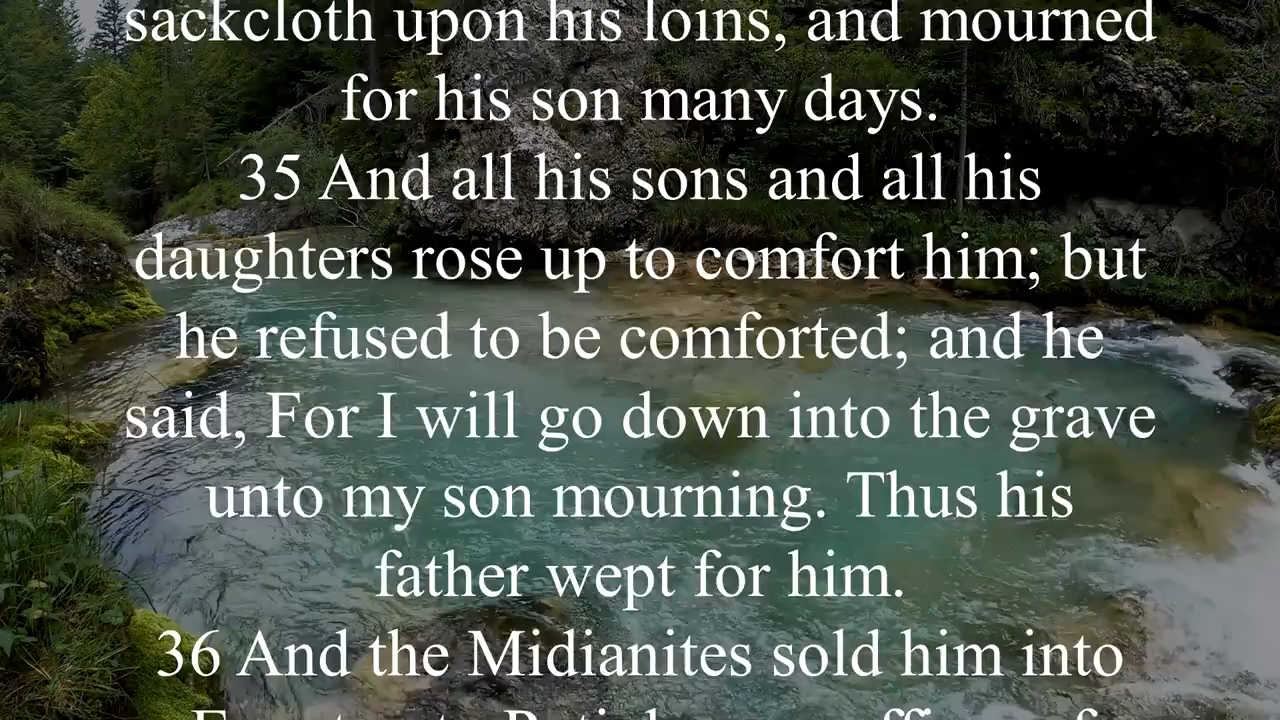 sackcloth upon his loins, and mourned
for his son many days.
35 And all his sons and all his
daughters rose up to comfort him; but
he refused to be comforted; and he
said, For I will go down into the grave
unto my son mourning. Thus his
father wept for him.
36 And the Midianites sold him into